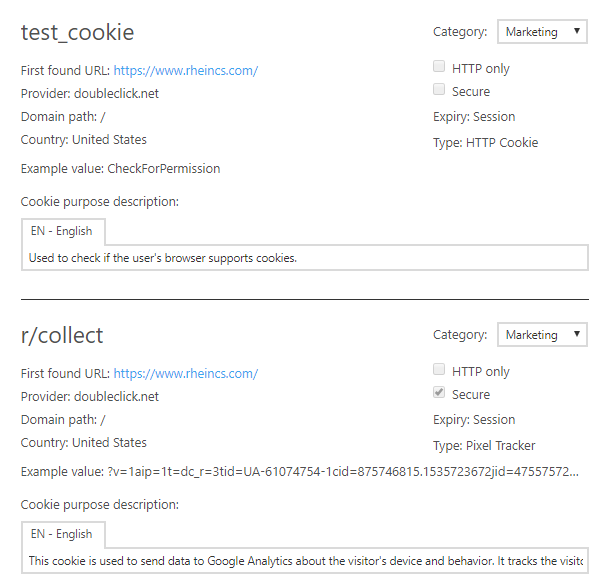 test_cookie
Category: Marketing
First found URL: https://www.rheincs.com/
HTTP only
Provider: doubleclick.net
Secure
Domain path: /
Expiry: Session
Country: United States
Type: HTTP Cookie
Example value: CheckForPermission
Cookie purpose description:
EN - English
Used to check if the user's browser supports cookies.
r/collect
Category: Marketing
First found URL: https://www.rheincs.com/
HTTP only
Provider: doubleclick.net
Secure
Domain path: /
Expiry: Session
Country: United States
Type: Pixel Tracker
Example value: ?v=1aip=1t=dc_r=3tid=UA-61074754-1cid=875746815.1535723672jid=47557572...
Cookie purpose description:
EN - English
This cookie is used to send data to Google Analytics about the visitor's device and behavior. It tracks the visito